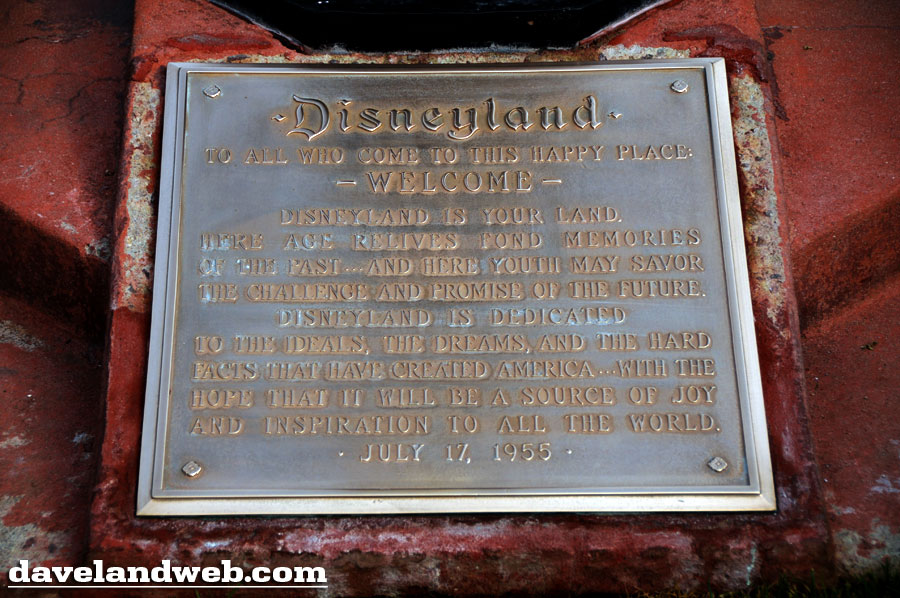 · Disneyland ·
TO ALL WHO COME TO THIS HAPPY PLACE:
– WELCOME –
DISNEYLAND IS YOUR LAND.
HERE AGE RELIVES FOND MEMORIES
OF THE PAST...AND HERE YOUTH MAY SAVOR
THE CHALLENGE AND PROMISE OF THE FUTURE.
DISNEYLAND IS DEDICATED
TO THE IDEALS, THE DREAMS, AND THE HARD
FACTS THAT HAVE CREATED AMERICA...WITH THE
HOPE THAT IT WILL BE A SOURCE OF JOY
AND INSPIRATION TO ALL THE WORLD.
· JULY 17, 1955 ·
davelandweb.com